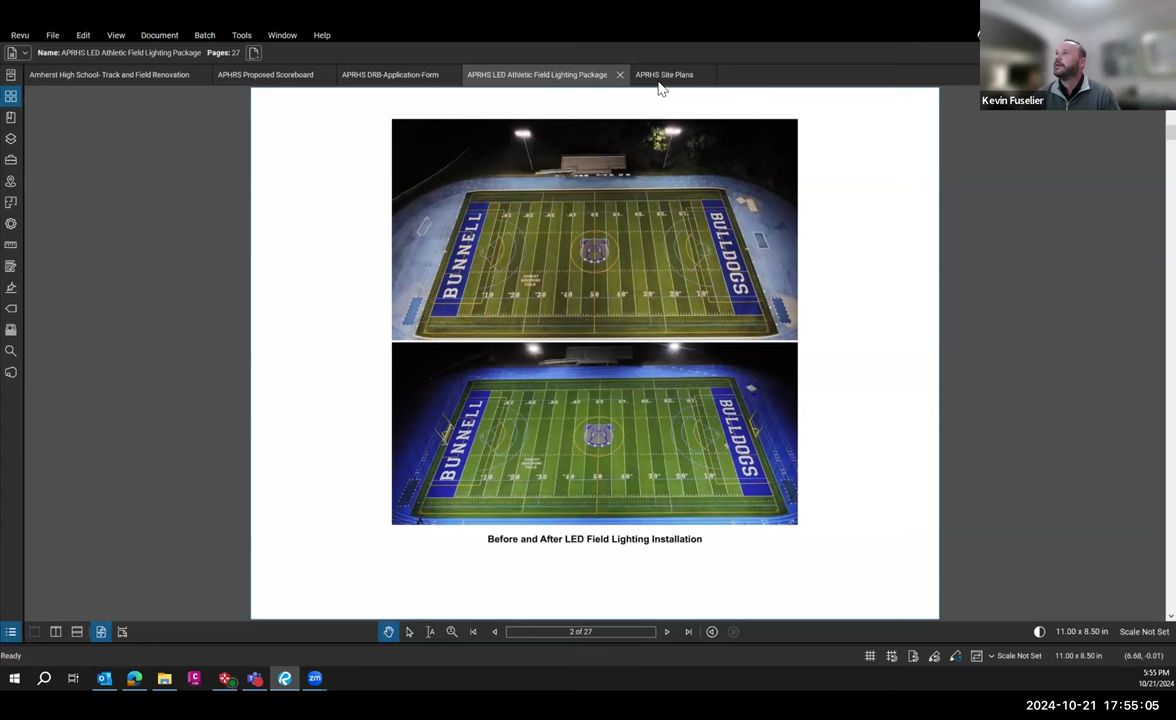 Revu File Edit View Document Batch Tools Window Help
Name: APRHS LED Athletic Field Lighting Package Pages: 27
Amherst High School- Track and Field Renovation APHRS Proposed Scoreboard APRHS DRB-Application-Form APRHS LED Athletic Field Lighting Package APRHS Site Plans
Kevin Fuselier
BUNNELL
BULLDOGS
BUNNELL
BULLDOGS
Before and After LED Field Lighting Installation
2 of 27
11.00 x 8.50 in Scale Not Set
Ready
Scale Not Set 11.00 x 8.50 in (6.68, -0.01)
5:55 PM
10/21/2024
2024-10-21 17:55:05